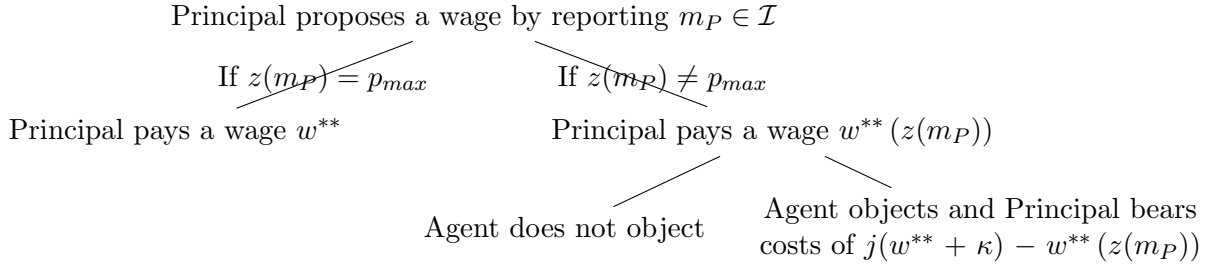 Principal proposes a wage by reporting $m_P \in \mathcal{I}$
If $z(m_P) = p_{max}$ If $z(m_P) \neq p_{max}$
Principal pays a wage $w^{**}$ Principal pays a wage $w^{**}(z(m_P))$
Agent does not object
Agent objects and Principal bears
costs of $j(w^{**} + \kappa) - w^{**}(z(m_P))$